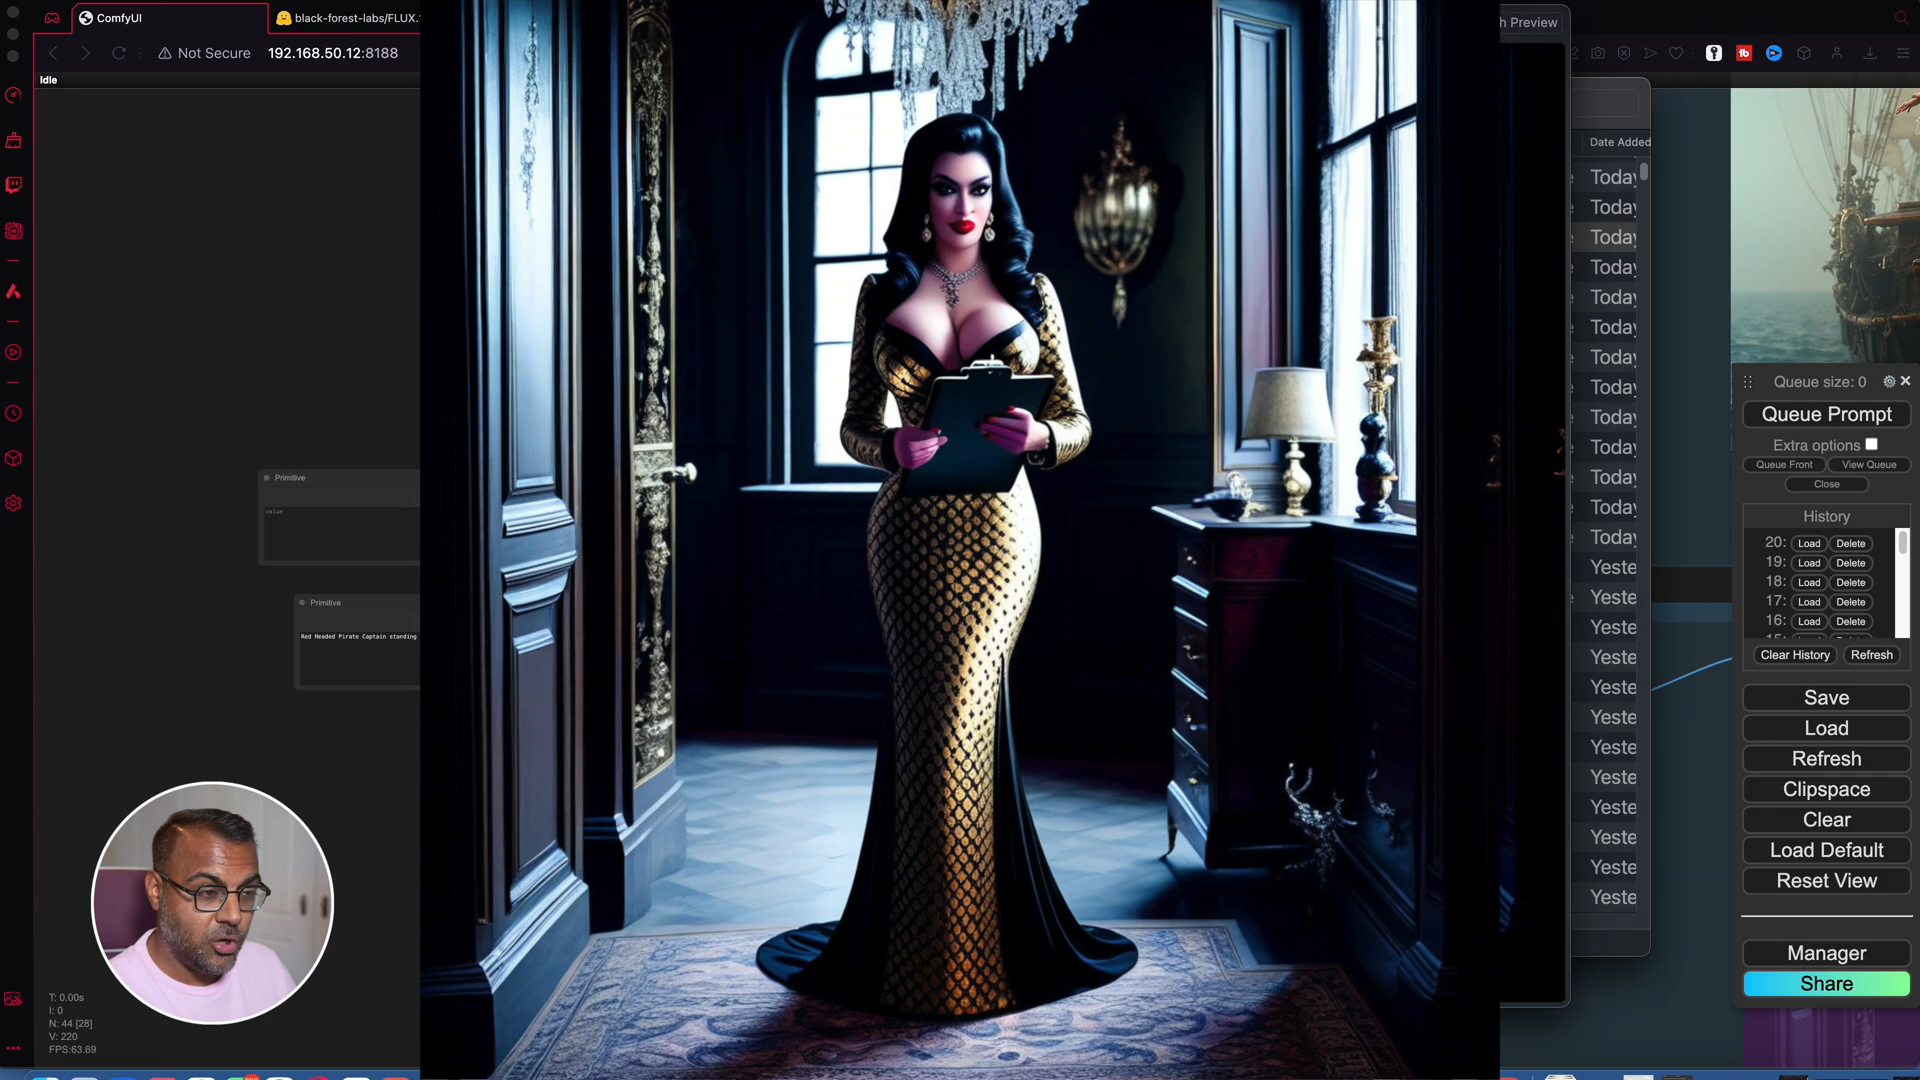 ComfyUI
black-forest-labs/FLUX.1
h Preview
Not Secure
192.168.50.12:8188
Idle
Date Added
Today
Today
Today
Today
Today
Today
Today
Today
Today
Today
Today
Today
Today
Yeste
Yeste
Yeste
Yeste
Yeste
Yeste
Yeste
Yeste
Yeste
Yeste
Yeste
Yeste
Queue size: 0
Queue Prompt
Extra options
Queue Front
View Queue
Close
History
20: Load Delete
19: Load Delete
18: Load Delete
17: Load Delete
16: Load Delete
Clear History
Refresh
Save
Load
Refresh
Clipspace
Clear
Load Default
Reset View
Manager
Share
Primitive
value
Primitive
Red Headed Pirate Captain standing
T: 0.00s
I: 0
N: 44 [28]
V: 220
FPS:63.69